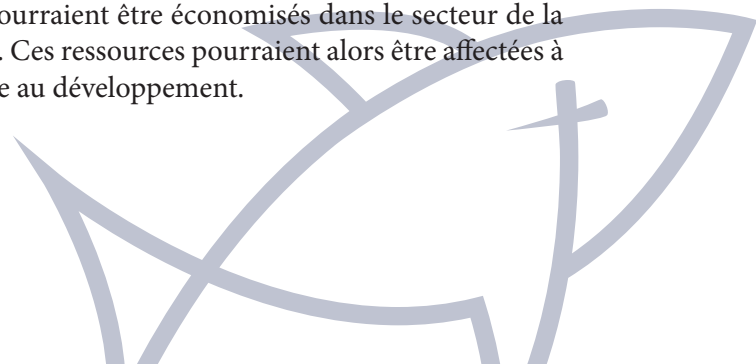 ourraient être économisés dans le secteur de la
. Ces ressources pourraient alors être affectées à
e au développement.